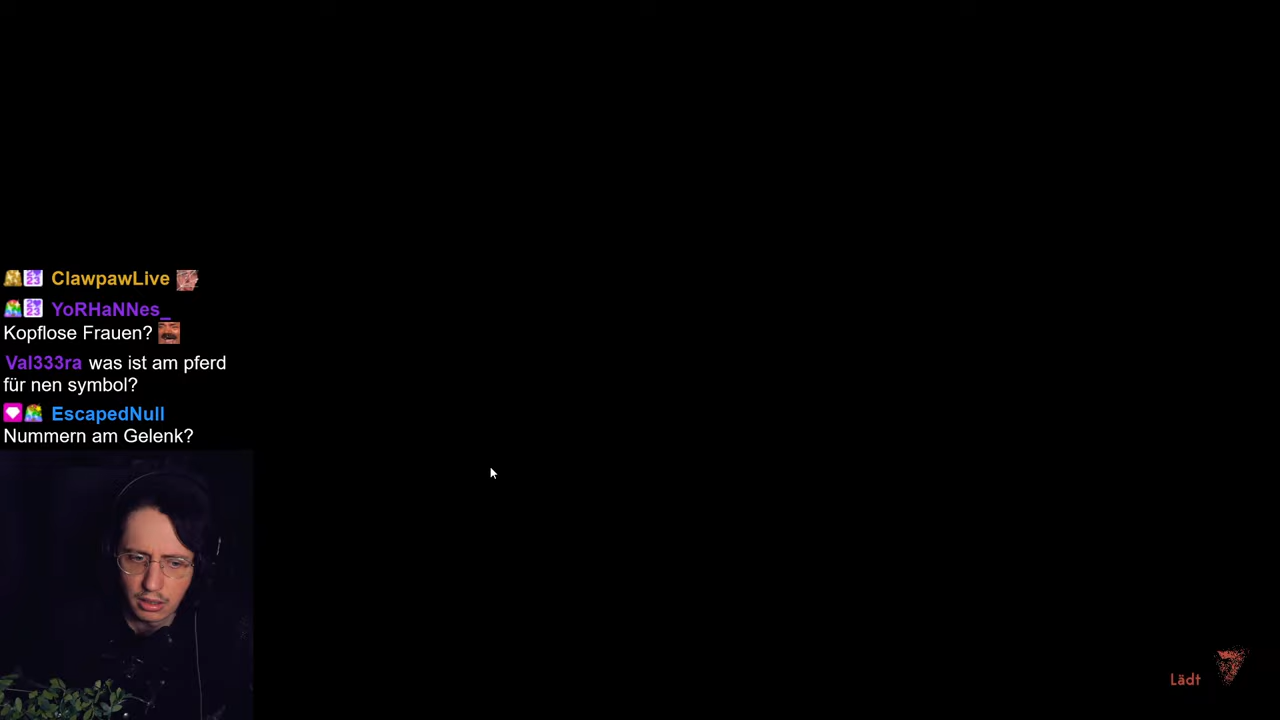 ClawpawLive
YoRHaNNes_
Kopflose Frauen?
Val333ra was ist am pferd
für nen symbol?
EscapedNull
Nummern am Gelenk?
Lädt